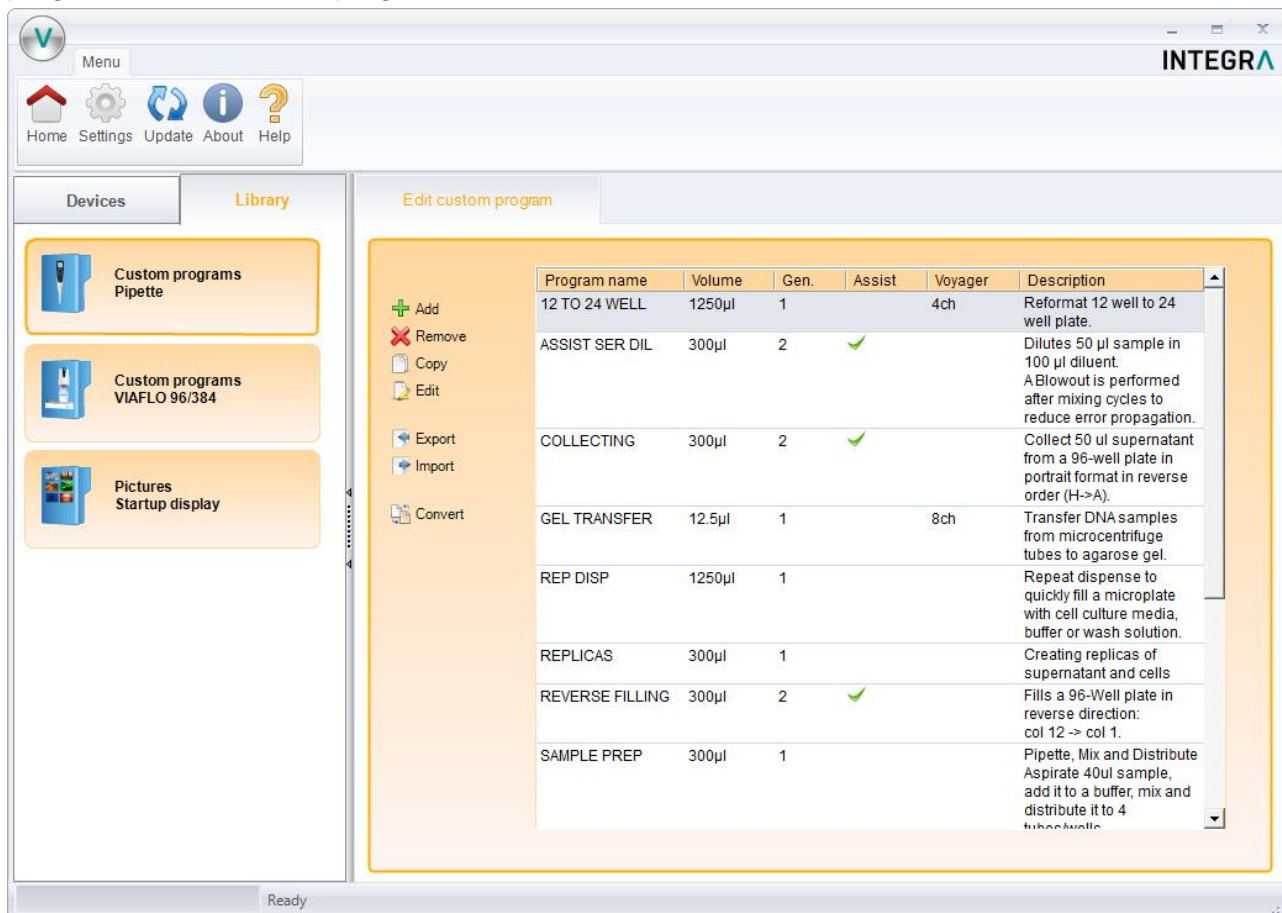 V
Menu
INTEGRA
Home Settings Update About Help
Devices Library
Edit custom program
Custom programs
Pipette
Custom programs
VIAFLO 96/384
Pictures
Startup display
Add
Remove
Copy
Edit
Export
Import
Convert
Program name Volume Gen. Assist Voyager Description
12 TO 24 WELL 1250µl 1 4ch Reformat 12 well to 24
well plate.
ASSIST SER DIL 300µl 2 Dilutes 50 µl sample in
100 µl diluent.
A Blowout is performed
after mixing cycles to
reduce error propagation.
COLLECTING 300µl 2 Collect 50 ul supernatant
from a 96-well plate in
portrait format in reverse
order (H->A).
GEL TRANSFER 12.5µl 1 8ch Transfer DNA samples
from microcentrifuge
tubes to agarose gel.
REP DISP 1250µl 1 Repeat dispense to
quickly fill a microplate
with cell culture media,
buffer or wash solution.
REPLICAS 300µl 1 Creating replicas of
supernatant and cells
REVERSE FILLING 300µl 2 Fills a 96-Well plate in
reverse direction:
col 12 -> col 1.
SAMPLE PREP 300µl 1 Pipette, Mix and Distribute
Aspirate 40ul sample,
add it to a buffer, mix and
distribute it to 4
tubes/wells
Ready